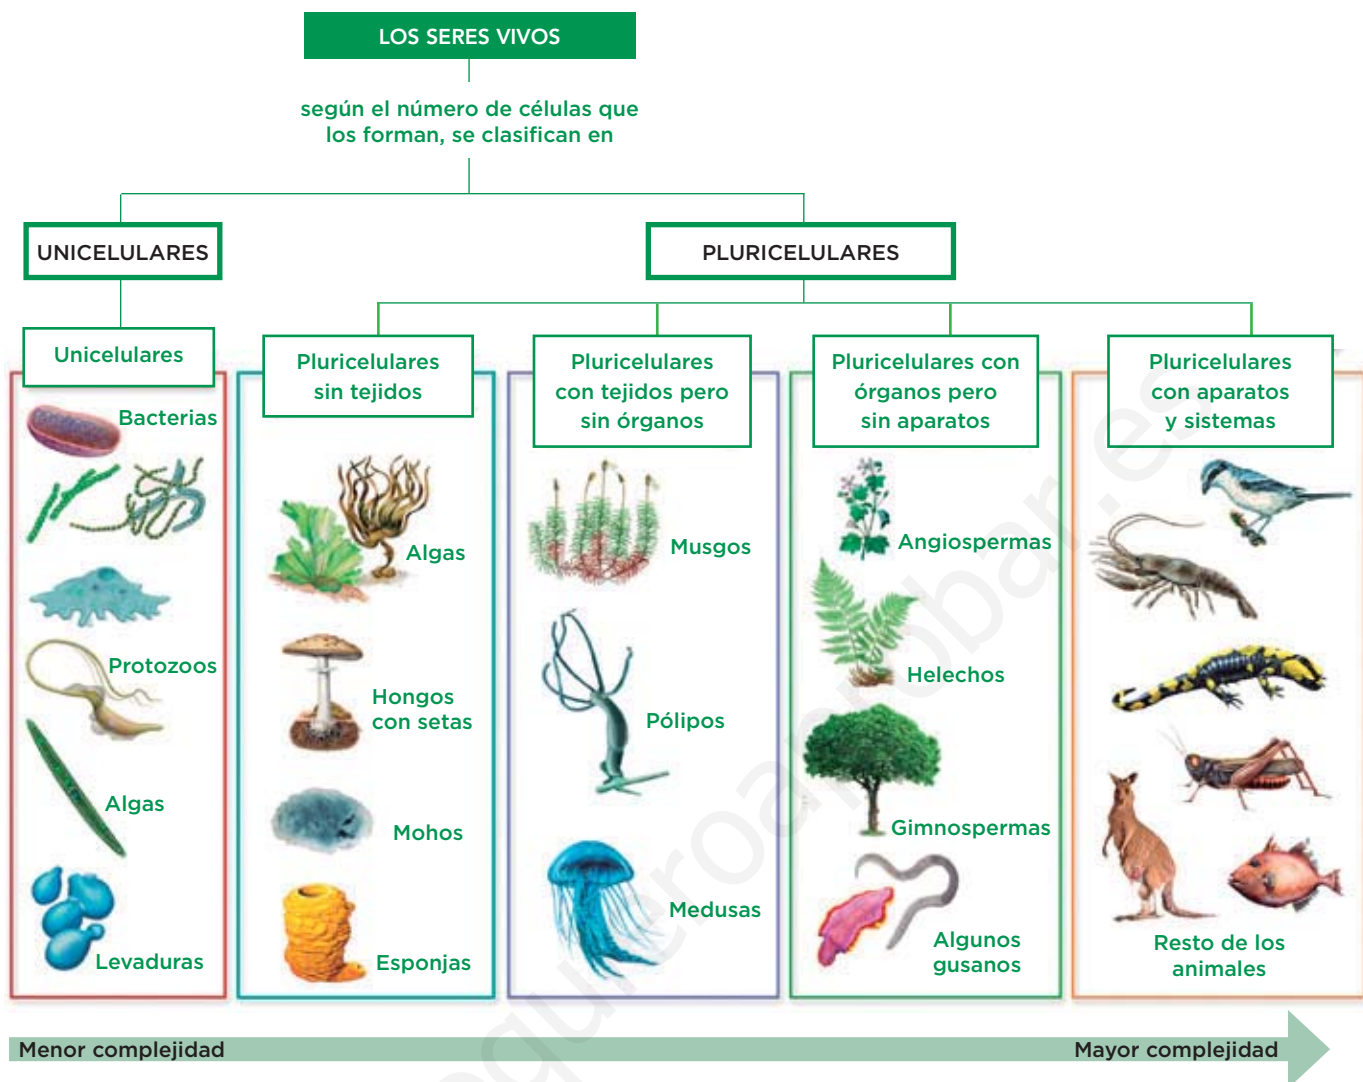 LOS SERES VIVOS
según el número de células que
los forman, se clasifican en
UNICELULARES
PLURICELULARES
Unicelulares
Bacterias
Protozoos
Algas
Levaduras
Pluricelulares
sin tejidos
Algas
Hongos
con setas
Mohos
Esponjas
Pluricelulares
con tejidos pero
sin órganos
Musgos
Pólipos
Medusas
Pluricelulares con
órganos pero
sin aparatos
Angiospermas
Helechos
Gimnospermas
Algunos
gusanos
Pluricelulares
con aparatos
y sistemas
Resto de los
animales
Menor complejidad
Mayor complejidad